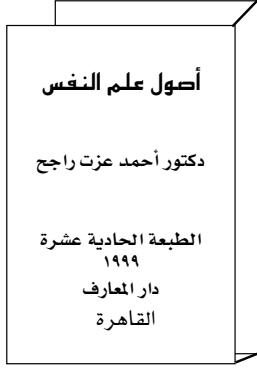 أصول علم النفس
دكتور أحمد عزت راجح
الطبعة الحادية عشرة
١٩٩٩
دار المعارف
القاهرة